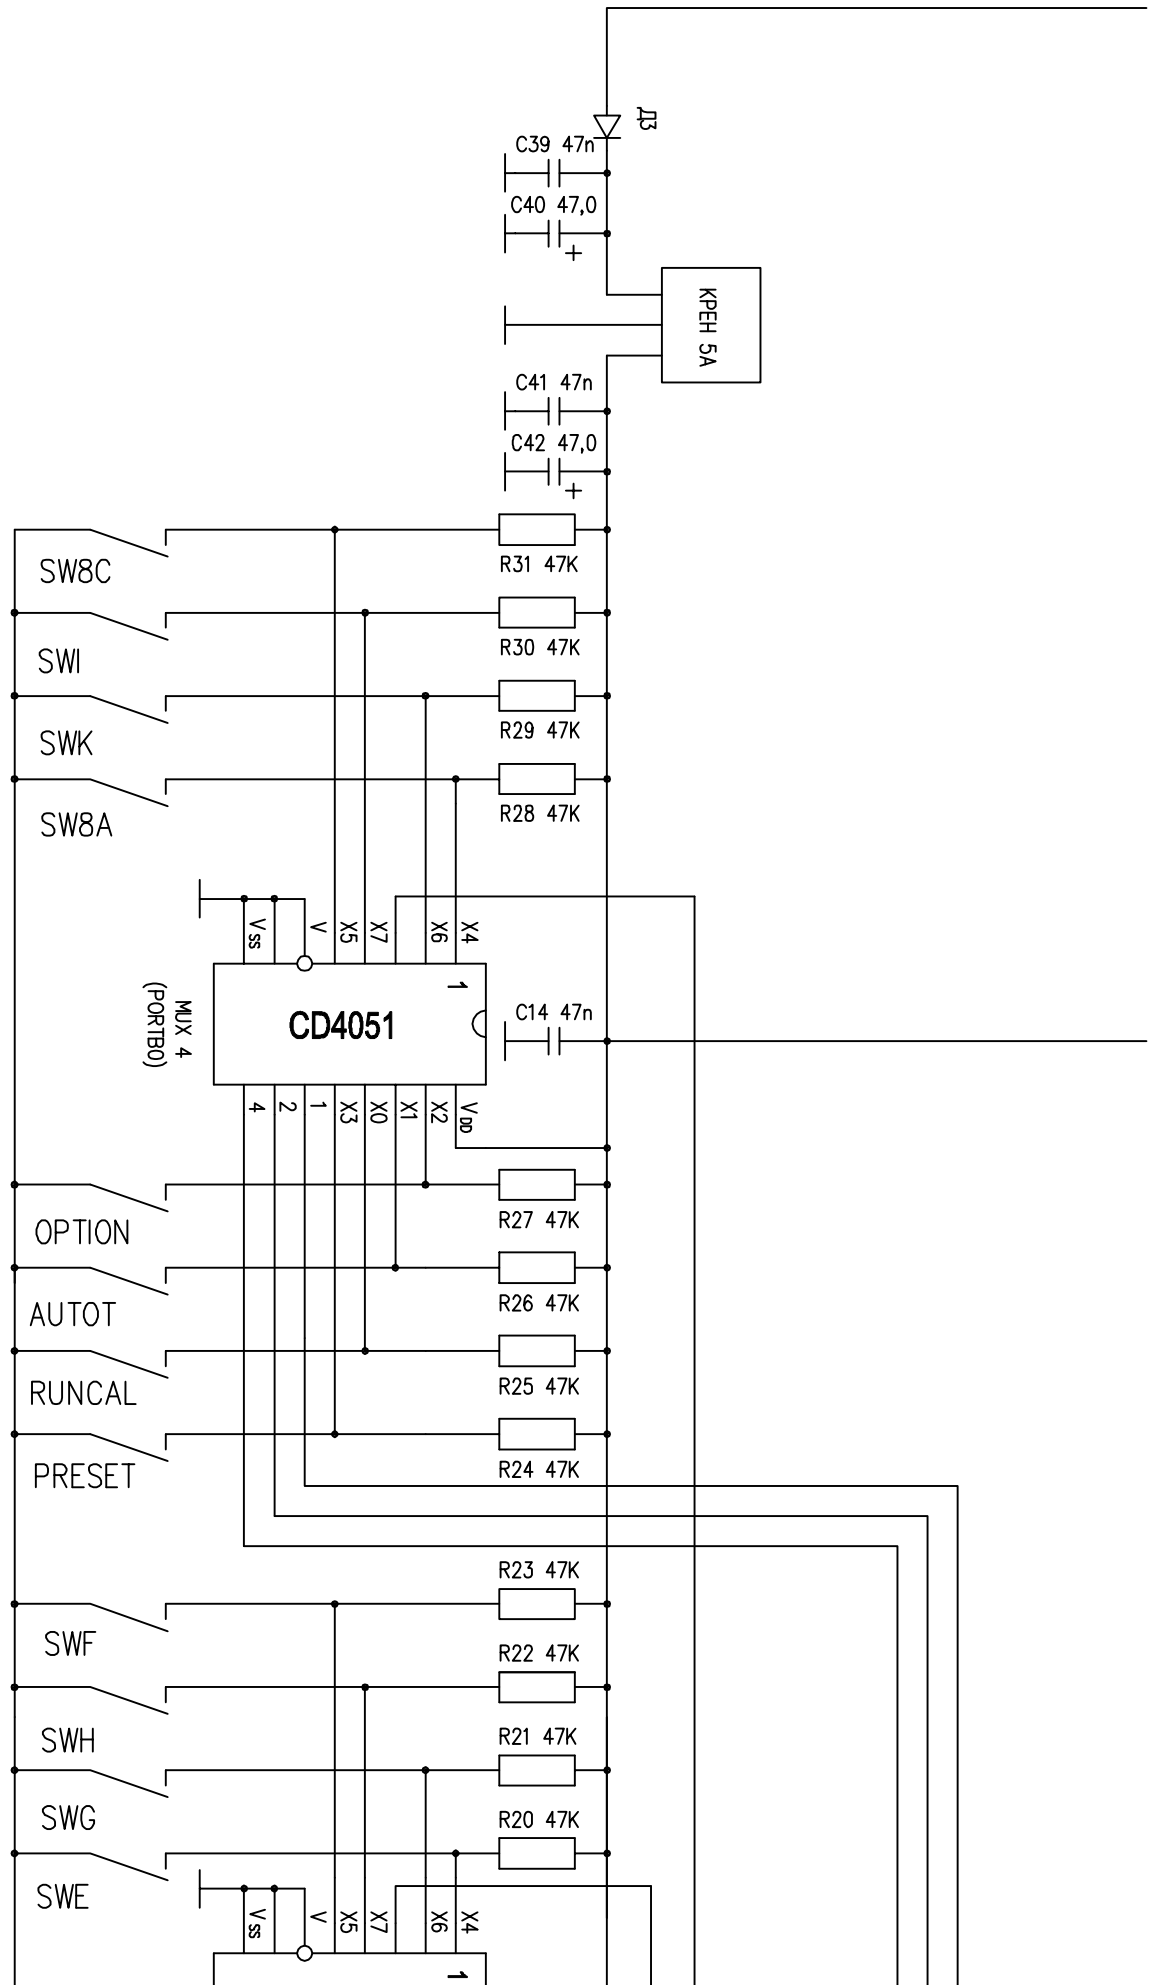 Д3
C39 47n
C40 47,0
+
КРЕН 5А
C41 47n
C42 47,0
+
R31 47K
SW8C
R30 47K
SWI
R29 47K
SWK
R28 47K
SW8A
Vss
V
X5
X7
X6
X4
1
CD4051
MUX 4
(PORTB0)
C14 47n
4
2
1
X3
X0
X1
X2
VDD
R27 47K
OPTION
R26 47K
AUTOT
R25 47K
RUNCAL
R24 47K
PRESET
R23 47K
SWF
R22 47K
SWH
R21 47K
SWG
R20 47K
SWE
Vss
V
X5
X7
X6
X4
1